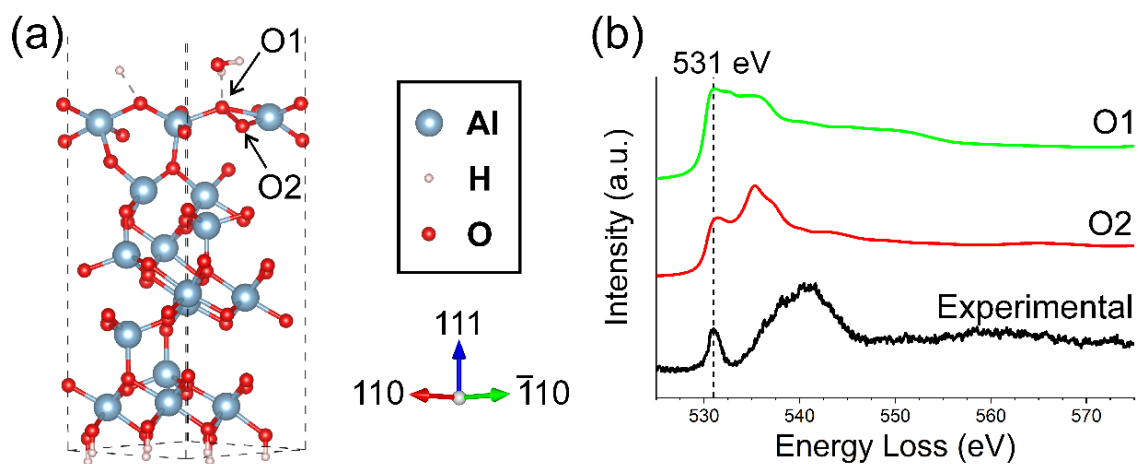 (a)
O1
O2
Al
H
O
111
110
1̅10
(b)
531 eV
O1
O2
Experimental
Intensity (a.u.)
530 540 550 560 570
Energy Loss (eV)